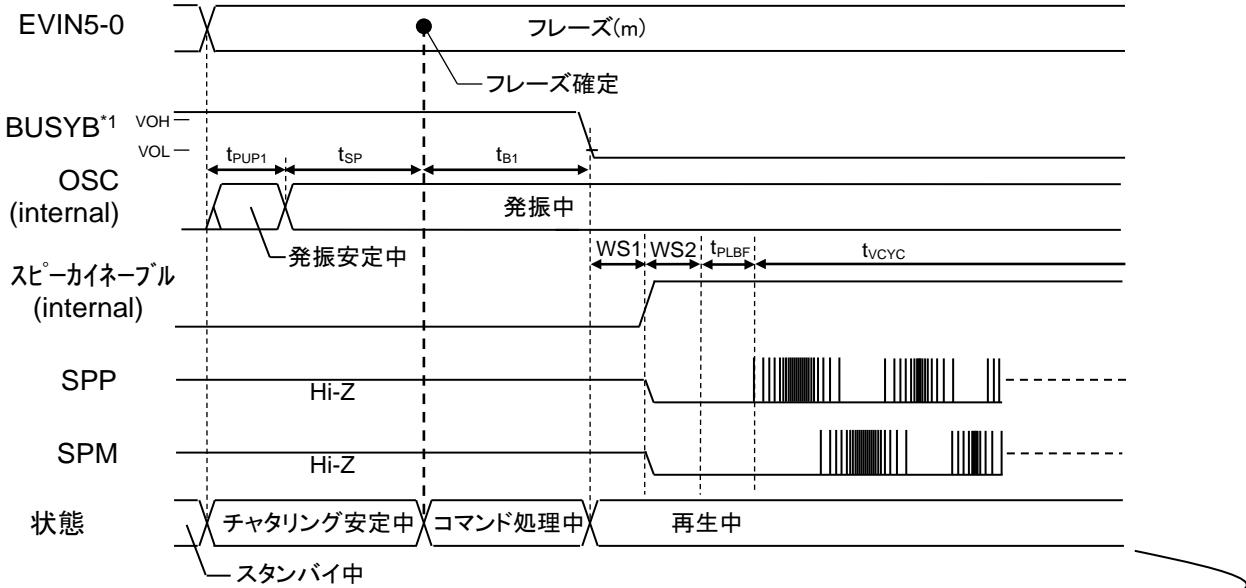 EVIN5-0
フレーズ(m)
フレーズ確定
BUSYB*1
VOH
VOL
tPUP1
tSP
tB1
OSC
(internal)
発振中
発振安定中
WS1
WS2
tPLBF
tVCYC
スピーカイネーブル
(internal)
SPP
Hi-Z
SPM
Hi-Z
状態
チャタリング安定中
コマンド処理中
再生中
スタンバイ中